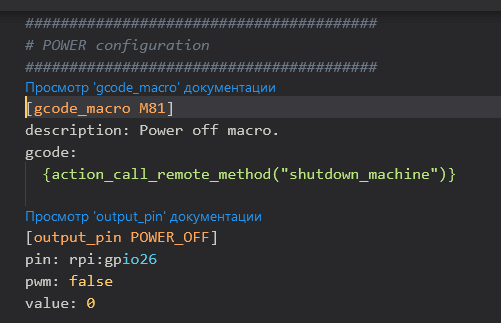 ########################################
# POWER configuration
########################################
Просмотр 'gcode_macro' документации
[gcode_macro M81]
description: Power off macro.
gcode:
{action_call_remote_method("shutdown_machine")}
Просмотр 'output_pin' документации
[output_pin POWER_OFF]
pin: rpi:gpio26
pwm: false
value: 0